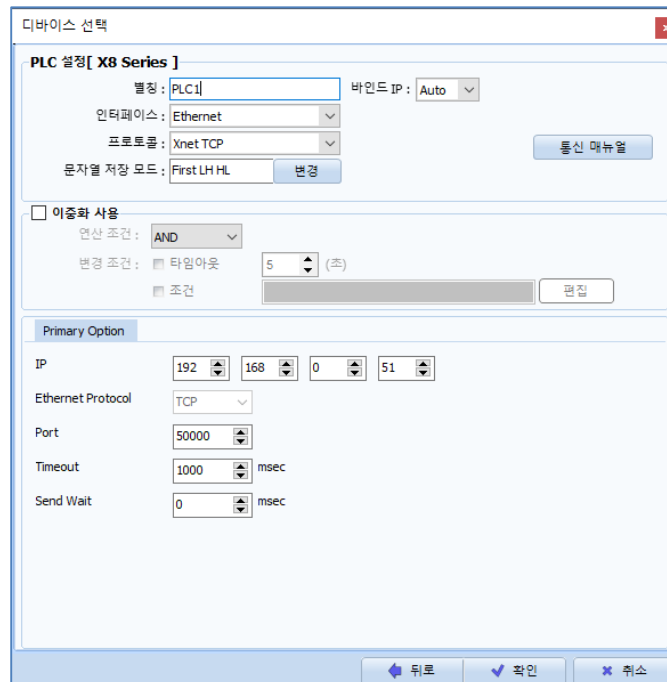 디바이스 선택
PLC 설정[ X8 Series ]
별칭 : PLC1 바인드 IP : Auto
인터페이스 : Ethernet
프로토콜 : Xnet TCP 통신 매뉴얼
문자열 저장 모드 : First LH HL 변경
이중화 사용
연산 조건 : AND
변경 조건 : 타임아웃 5 (초)
조건 편집
Primary Option
IP 192 168 0 51
Ethernet Protocol TCP
Port 50000
Timeout 1000 msec
Send Wait 0 msec
뒤로 확인 취소